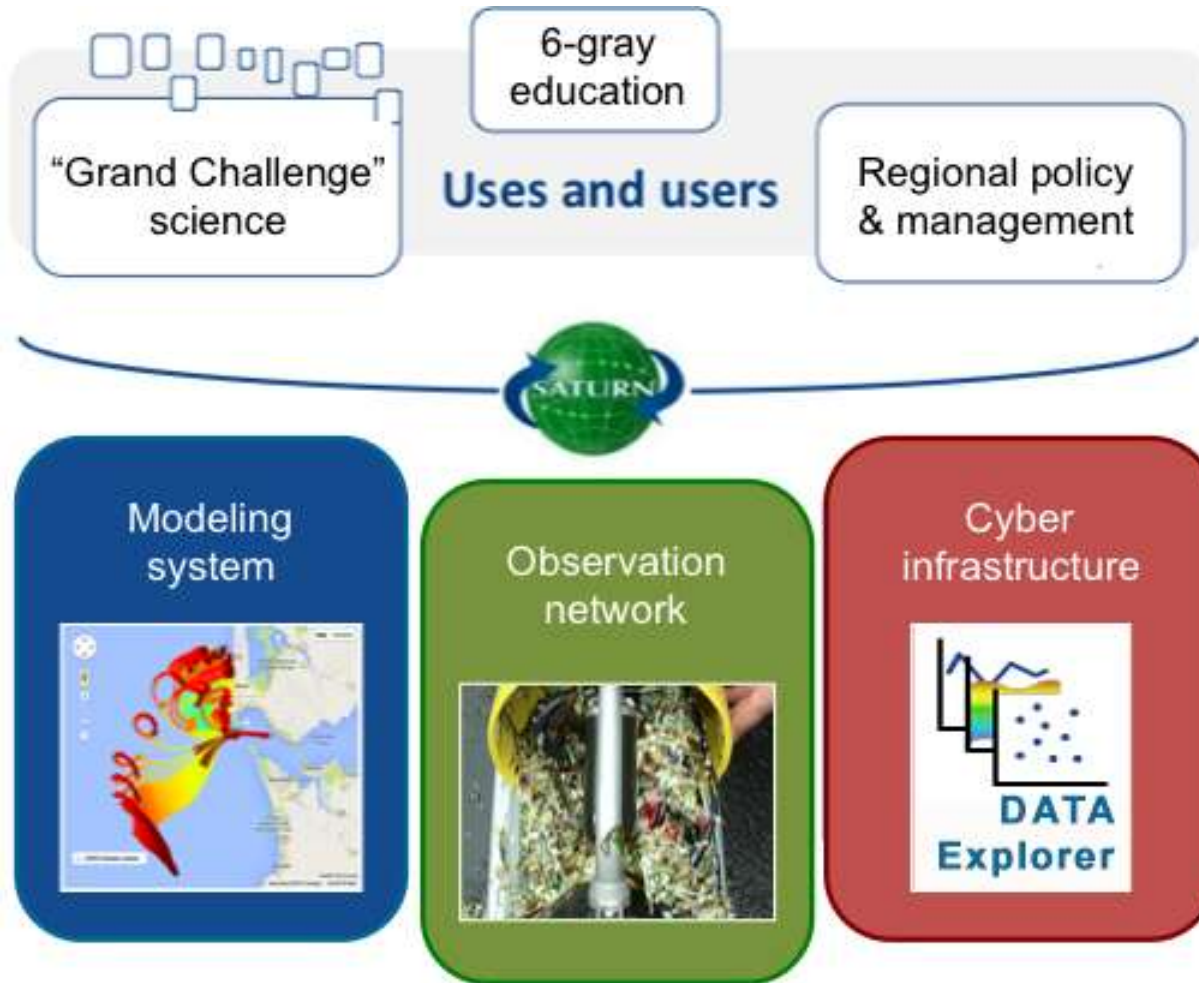 6-gray
education
“Grand Challenge”
science
Uses and users
Regional policy
& management
SATURN
Modeling
system
Observation
network
Cyber
infrastructure
DATA
Explorer